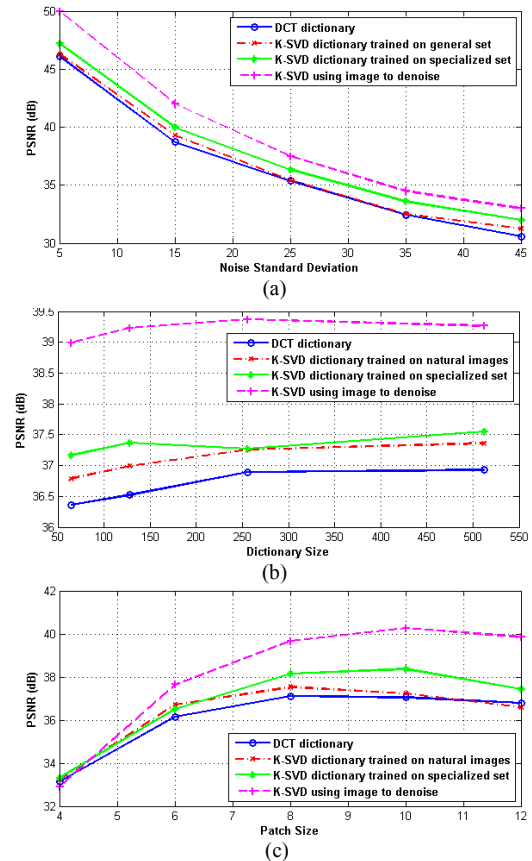 50
45
40
35
30
PSNR (dB)
DCT dictionary
K-SVD dictionary trained on general set
K-SVD dictionary trained on specialized set
K-SVD using image to denoise
5 10 15 20 25 30 35 40 45
Noise Standard Deviation
(a)
39.5
39
38.5
38
37.5
37
36.5
36
PSNR (dB)
DCT dictionary
K-SVD dictionary trained on natural images
K-SVD dictionary trained on specialized set
K-SVD using image to denoise
50 100 150 200 250 300 350 400 450 500 550
Dictionary Size
(b)
42
40
38
36
34
32
PSNR (dB)
DCT dictionary
K-SVD dictionary trained on natural images
K-SVD dictionary trained on specialized set
K-SVD using image to denoise
4 5 6 7 8 9 10 11 12
Patch Size
(c)